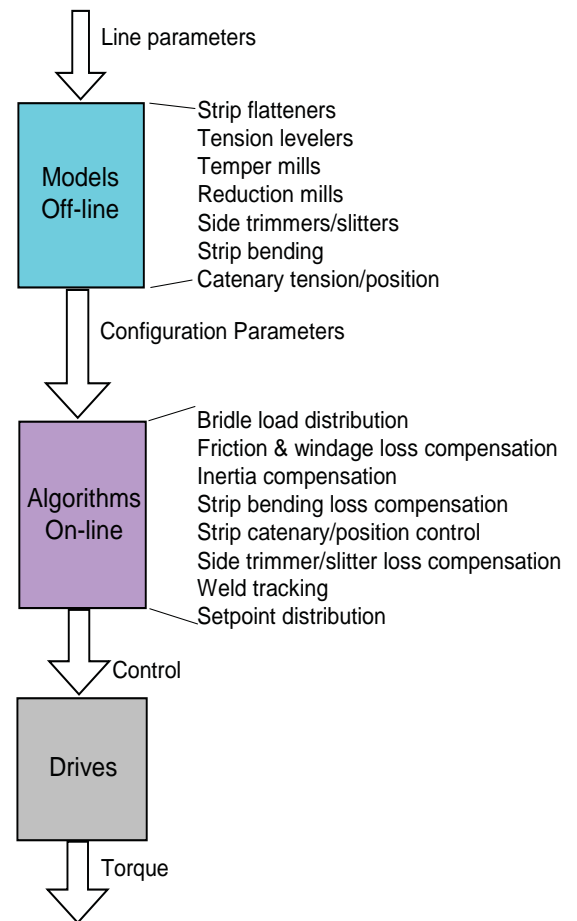 Line parameters
Models
Off-line
Strip flatteners
Tension levelers
Temper mills
Reduction mills
Side trimmers/slitters
Strip bending
Catenary tension/position
Configuration Parameters
Algorithms
On-line
Bridle load distribution
Friction & windage loss compensation
Inertia compensation
Strip bending loss compensation
Strip catenary/position control
Side trimmer/slitter loss compensation
Weld tracking
Setpoint distribution
Control
Drives
Torque